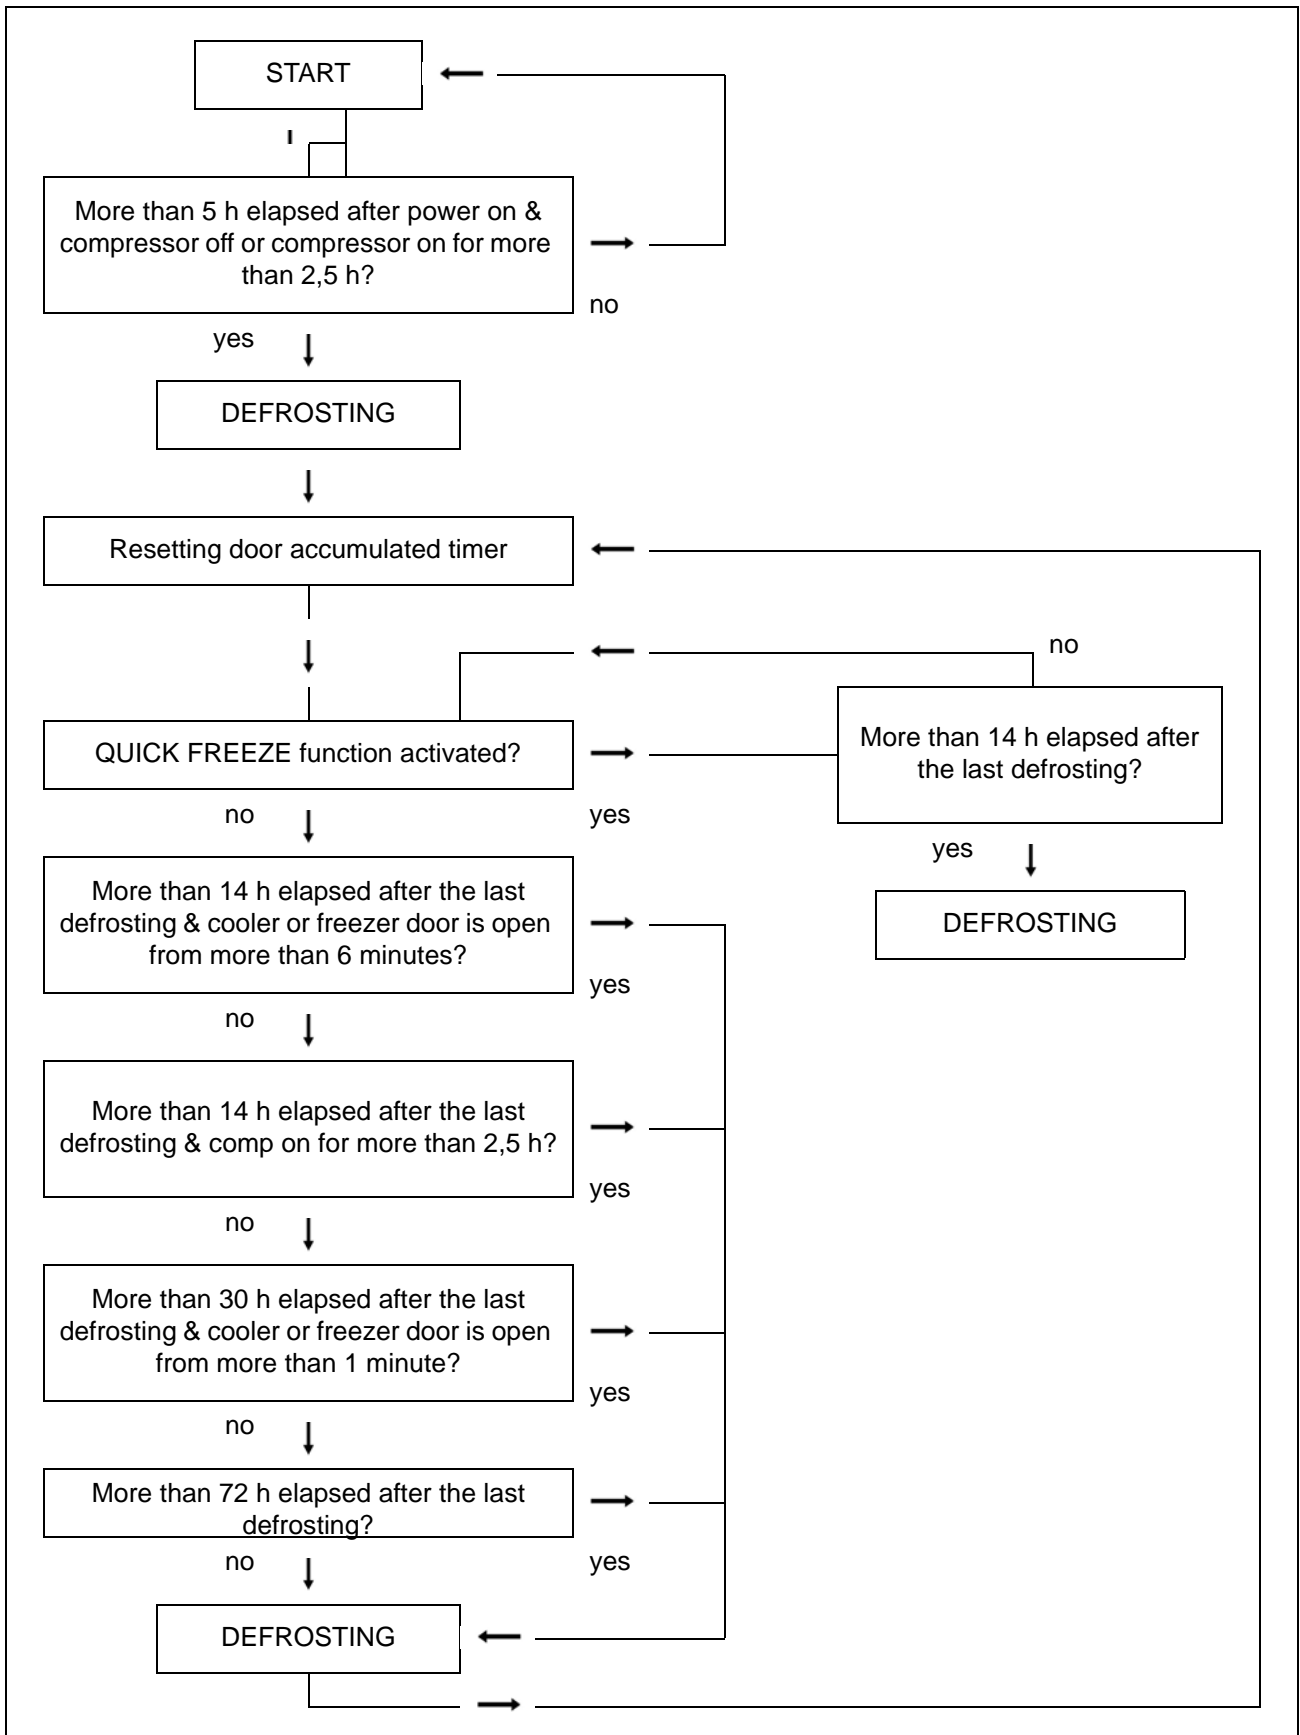 START
More than 5 h elapsed after power on &
compressor off or compressor on for more
than 2,5 h?
no
yes
DEFROSTING
Resetting door accumulated timer
no
QUICK FREEZE function activated?
More than 14 h elapsed after
the last defrosting?
no
yes
yes
More than 14 h elapsed after the last
defrosting & cooler or freezer door is open
from more than 6 minutes?
DEFROSTING
yes
no
More than 14 h elapsed after the last
defrosting & comp on for more than 2,5 h?
yes
no
More than 30 h elapsed after the last
defrosting & cooler or freezer door is open
from more than 1 minute?
yes
no
More than 72 h elapsed after the last
defrosting?
no
yes
DEFROSTING